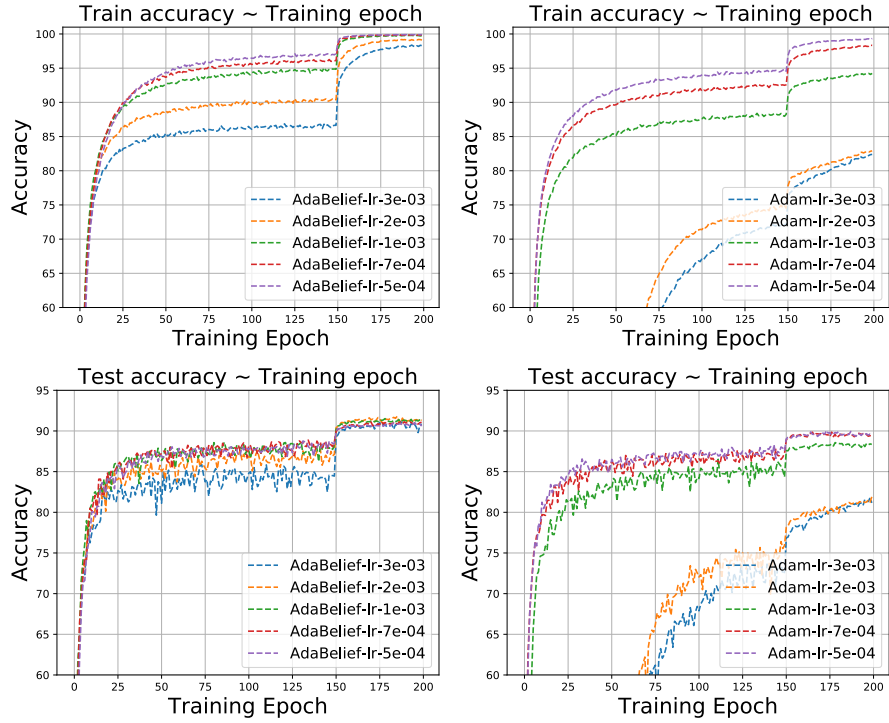 Train accuracy ~ Training epoch
Accuracy
100
95
90
85
80
75
70
65
60
AdaBelief-lr-3e-03
AdaBelief-lr-2e-03
AdaBelief-lr-1e-03
AdaBelief-lr-7e-04
AdaBelief-lr-5e-04
0 25 50 75 100 125 150 175 200
Training Epoch
Train accuracy ~ Training epoch
Accuracy
100
95
90
85
80
75
70
65
60
Adam-lr-3e-03
Adam-lr-2e-03
Adam-lr-1e-03
Adam-lr-7e-04
Adam-lr-5e-04
0 25 50 75 100 125 150 175 200
Training Epoch
Test accuracy ~ Training epoch
Accuracy
95
90
85
80
75
70
65
60
AdaBelief-lr-3e-03
AdaBelief-lr-2e-03
AdaBelief-lr-1e-03
AdaBelief-lr-7e-04
AdaBelief-lr-5e-04
0 25 50 75 100 125 150 175 200
Training Epoch
Test accuracy ~ Training epoch
Accuracy
95
90
85
80
75
70
65
60
Adam-lr-3e-03
Adam-lr-2e-03
Adam-lr-1e-03
Adam-lr-7e-04
Adam-lr-5e-04
0 25 50 75 100 125 150 175 200
Training Epoch